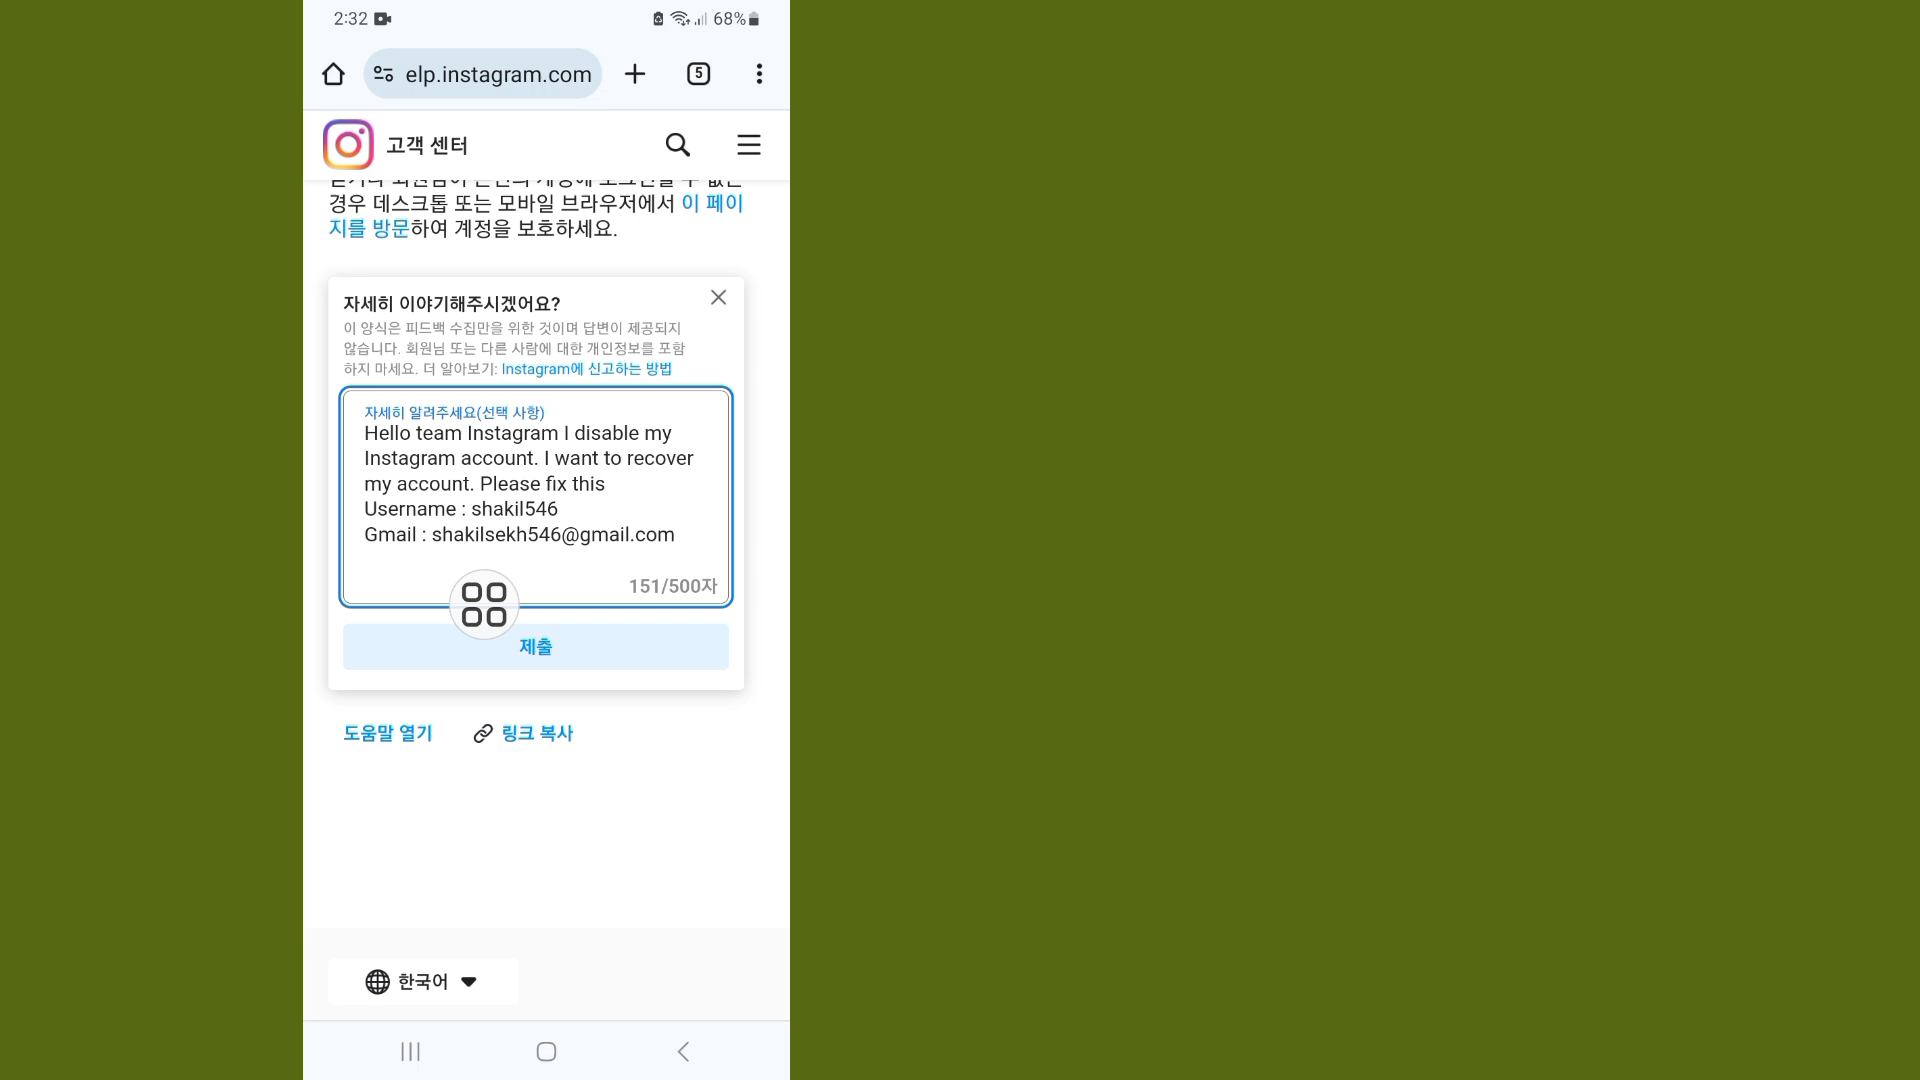 2:32
68%
elp.instagram.com
5
고객 센터
경우 데스크톱 또는 모바일 브라우저에서 이 페이
지를 방문하여 계정을 보호하세요.
자세히 이야기해주시겠어요?
이 양식은 피드백 수집만을 위한 것이며 답변이 제공되지
않습니다. 회원님 또는 다른 사람에 대한 개인정보를 포함
하지 마세요. 더 알아보기: Instagram에 신고하는 방법
자세히 알려주세요(선택 사항)
Hello team Instagram I disable my
Instagram account. I want to recover
my account. Please fix this
Username : shakil546
Gmail : shakilsekh546@gmail.com
151/500자
제출
도움말 열기
링크 복사
한국어